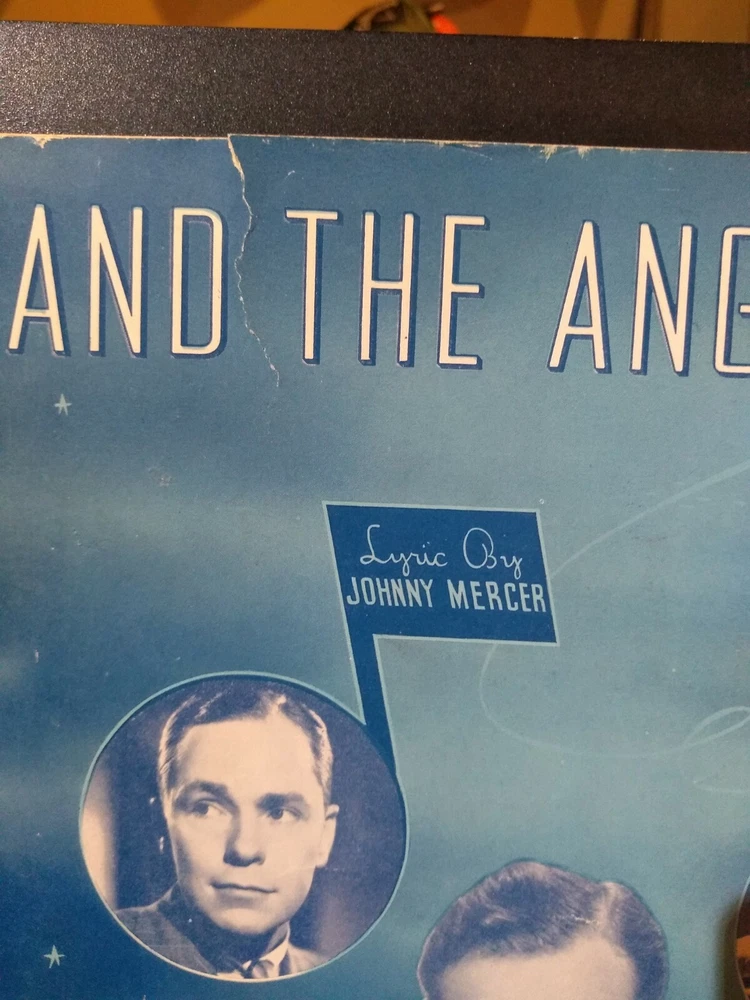 AND THE ANG
Lyric By
JOHNNY MERCER